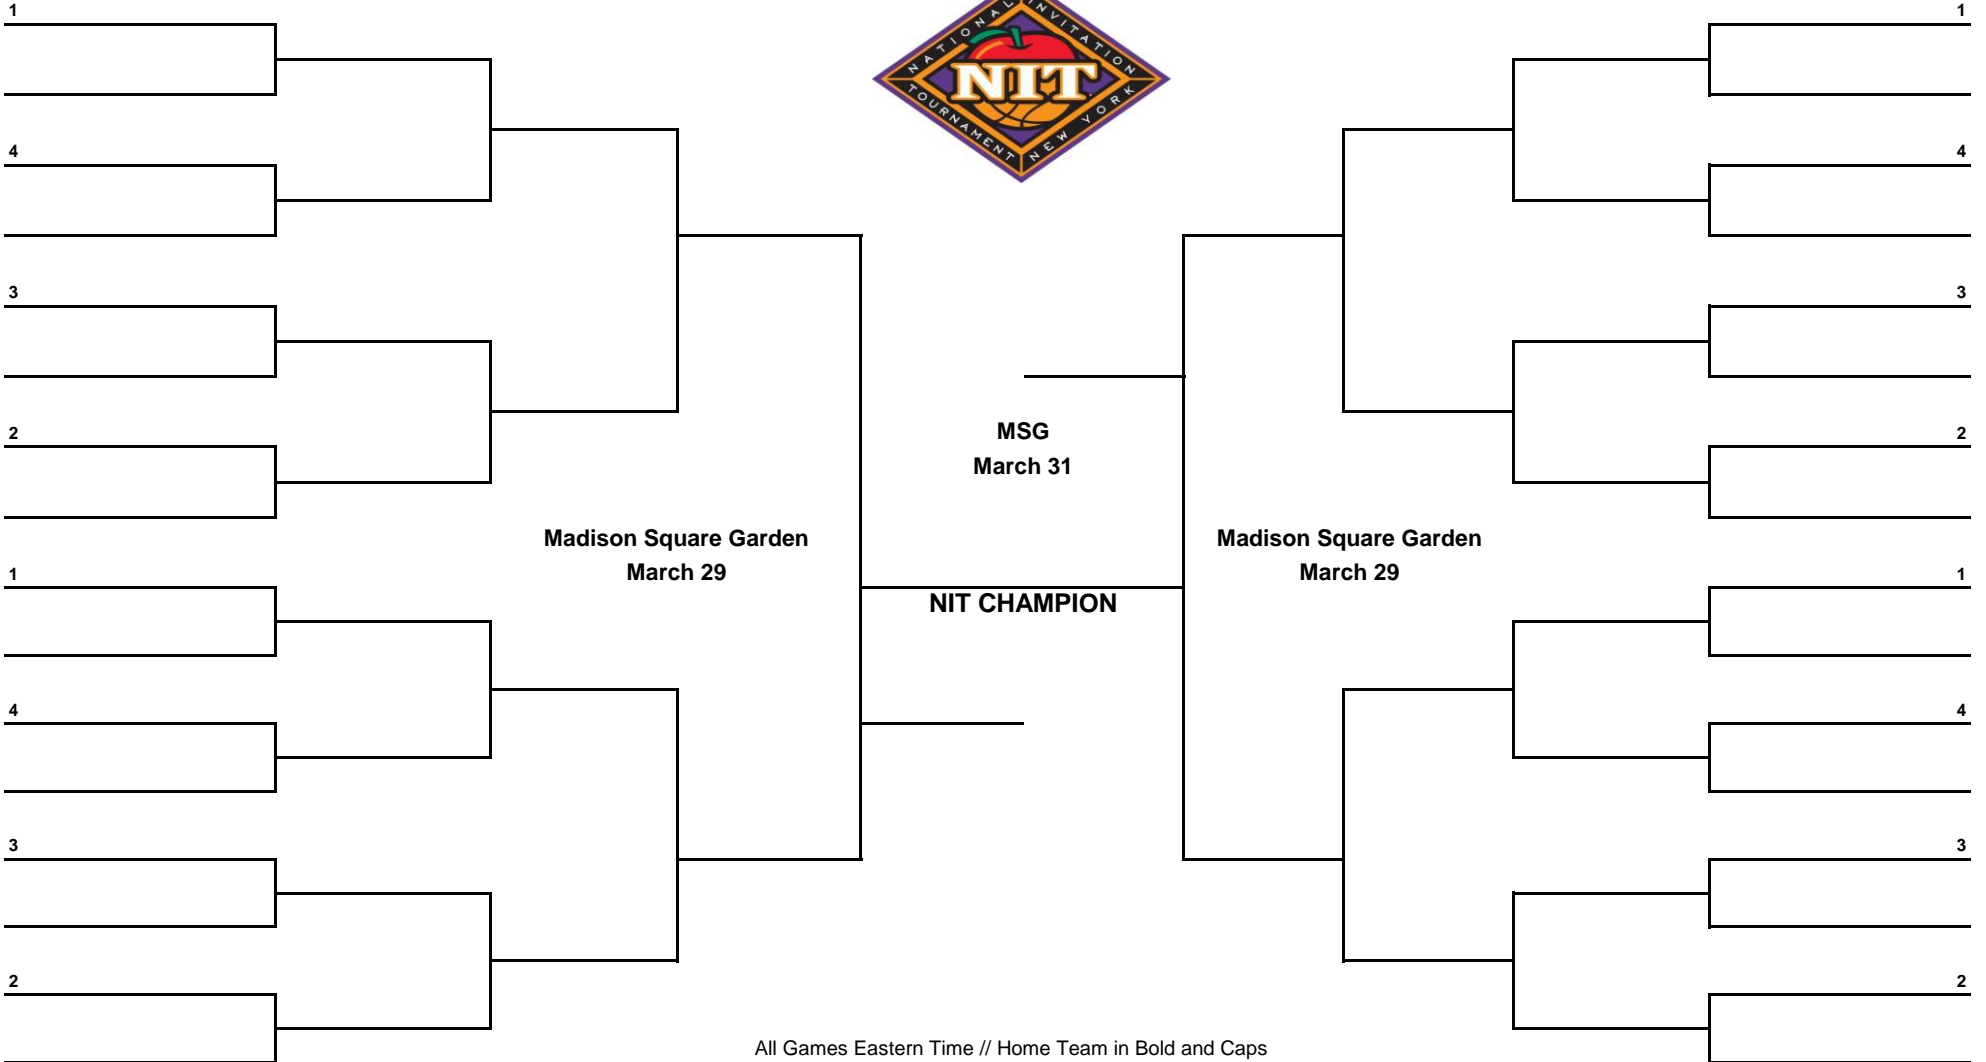 1
1
NATIONAL INVITATION
TOURNAMENT NEW YORK
NIT
4
4
3
3
2
2
MSG
March 31
Madison Square Garden
March 29
Madison Square Garden
March 29
1
1
NIT CHAMPION
4
4
3
3
2
2
All Games Eastern Time // Home Team in Bold and Caps